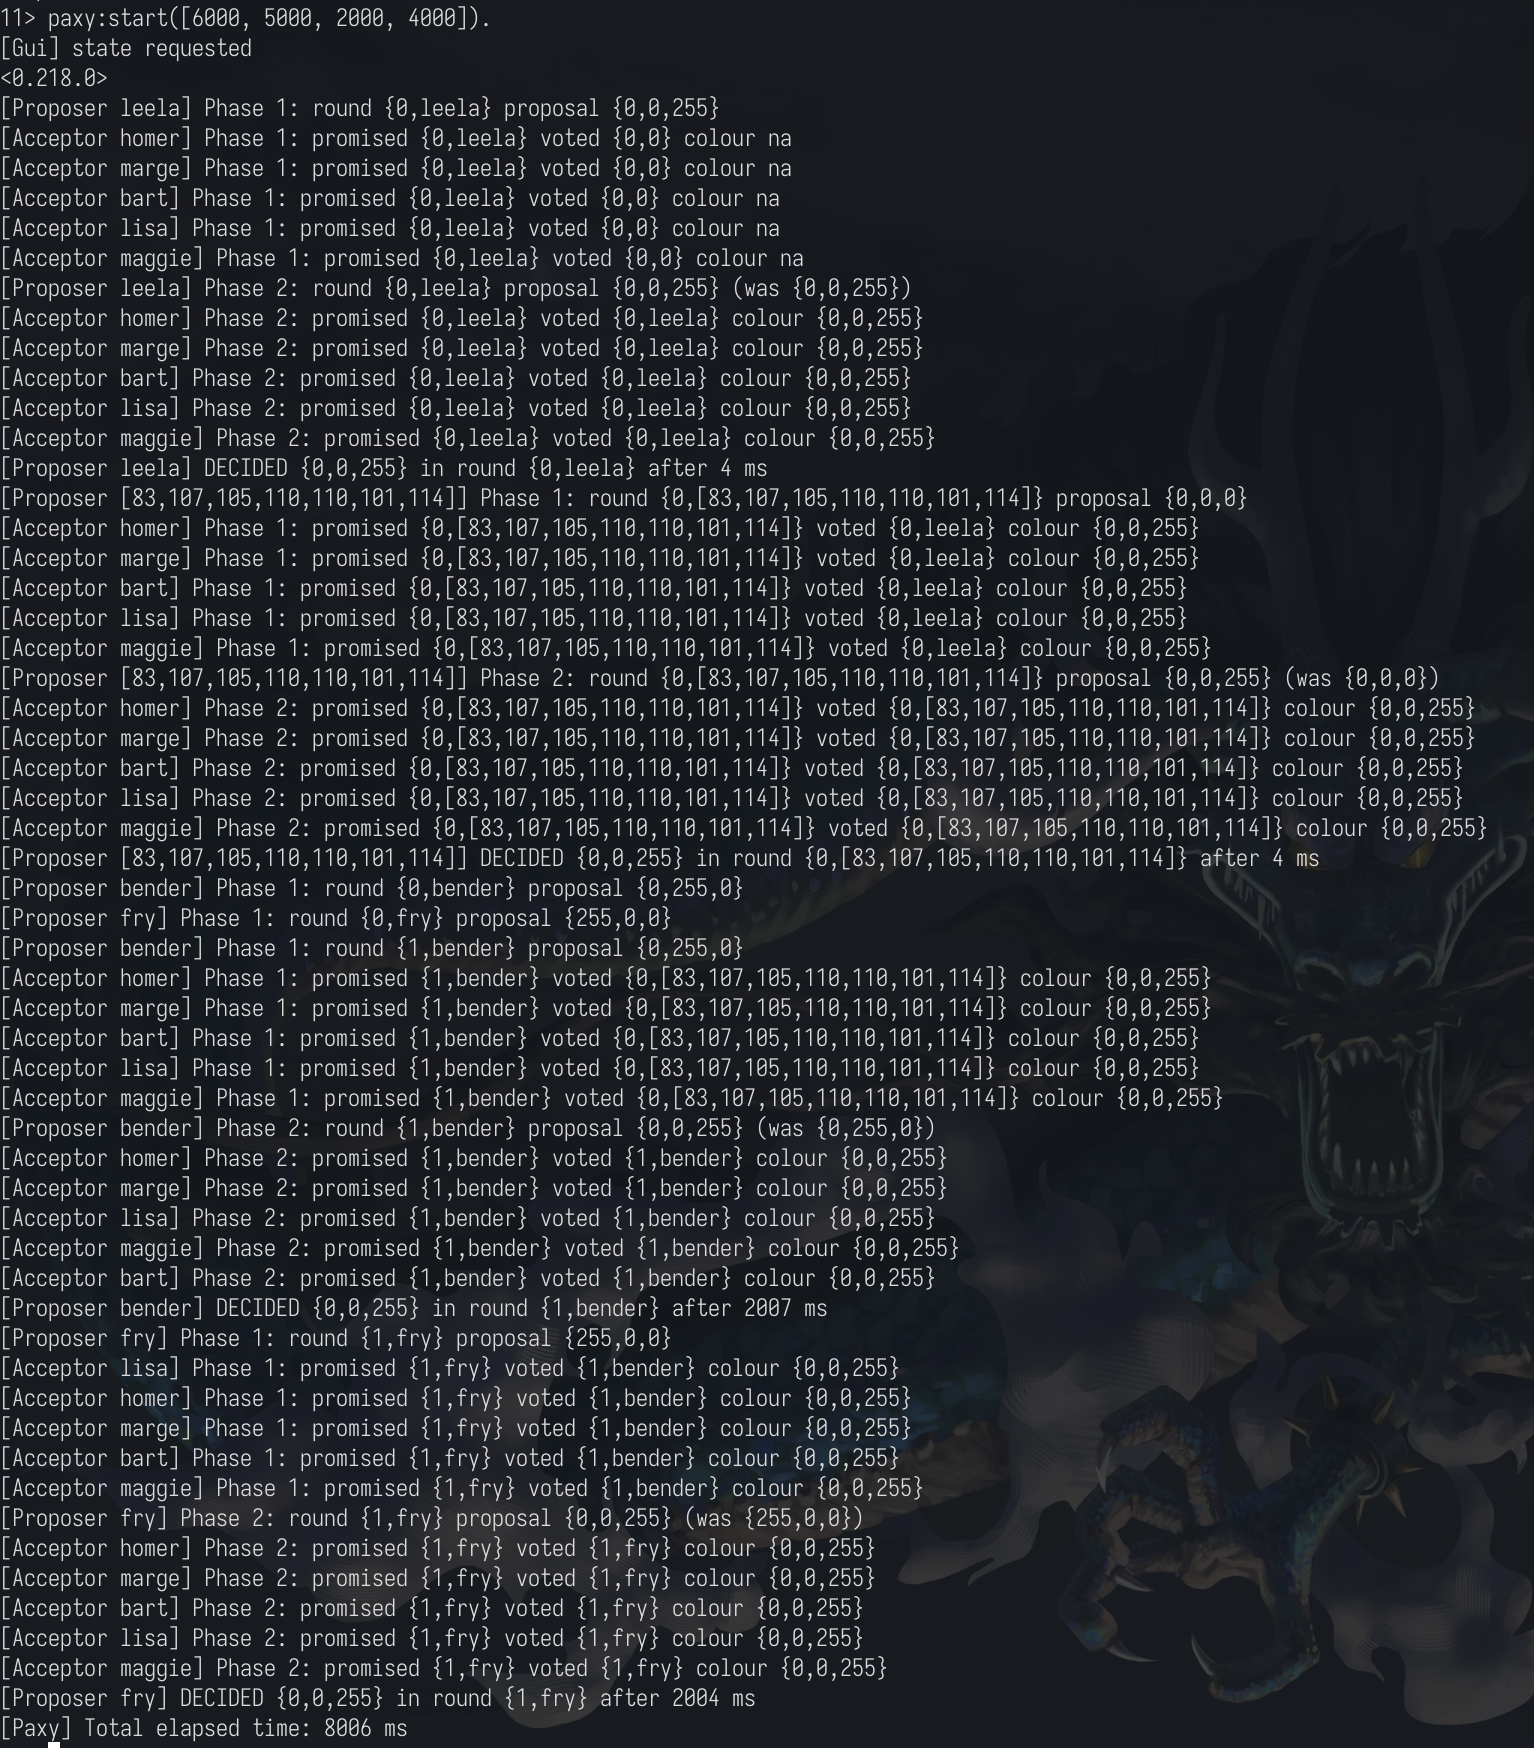 11> paxy:start([6000, 5000, 2000, 4000]).
[Gui] state requested
<0.218.0>
[Proposer leela] Phase 1: round {0,leela} proposal {0,0,255}
[Acceptor homer] Phase 1: promised {0,leela} voted {0,0} colour na
[Acceptor marge] Phase 1: promised {0,leela} voted {0,0} colour na
[Acceptor bart] Phase 1: promised {0,leela} voted {0,0} colour na
[Acceptor lisa] Phase 1: promised {0,leela} voted {0,0} colour na
[Acceptor maggie] Phase 1: promised {0,leela} voted {0,0} colour na
[Proposer leela] Phase 2: round {0,leela} proposal {0,0,255} (was {0,0,255})
[Acceptor homer] Phase 2: promised {0,leela} voted {0,leela} colour {0,0,255}
[Acceptor marge] Phase 2: promised {0,leela} voted {0,leela} colour {0,0,255}
[Acceptor bart] Phase 2: promised {0,leela} voted {0,leela} colour {0,0,255}
[Acceptor lisa] Phase 2: promised {0,leela} voted {0,leela} colour {0,0,255}
[Acceptor maggie] Phase 2: promised {0,leela} voted {0,leela} colour {0,0,255}
[Proposer leela] DECIDED {0,0,255} in round {0,leela} after 4 ms
[Proposer [83,107,105,110,110,101,114]] Phase 1: round {0,[83,107,105,110,110,101,114]} proposal {0,0,0}
[Acceptor homer] Phase 1: promised {0,[83,107,105,110,110,101,114]} voted {0,leela} colour {0,0,255}
[Acceptor marge] Phase 1: promised {0,[83,107,105,110,110,101,114]} voted {0,leela} colour {0,0,255}
[Acceptor bart] Phase 1: promised {0,[83,107,105,110,110,101,114]} voted {0,leela} colour {0,0,255}
[Acceptor lisa] Phase 1: promised {0,[83,107,105,110,110,101,114]} voted {0,leela} colour {0,0,255}
[Acceptor maggie] Phase 1: promised {0,[83,107,105,110,110,101,114]} voted {0,leela} colour {0,0,255}
[Proposer [83,107,105,110,110,101,114]] Phase 2: round {0,[83,107,105,110,110,101,114]} proposal {0,0,255} (was {0,0,0})
[Acceptor homer] Phase 2: promised {0,[83,107,105,110,110,101,114]} voted {0,[83,107,105,110,110,101,114]} colour {0,0,255}
[Acceptor marge] Phase 2: promised {0,[83,107,105,110,110,101,114]} voted {0,[83,107,105,110,110,101,114]} colour {0,0,255}
[Acceptor bart] Phase 2: promised {0,[83,107,105,110,110,101,114]} voted {0,[83,107,105,110,110,101,114]} colour {0,0,255}
[Acceptor lisa] Phase 2: promised {0,[83,107,105,110,110,101,114]} voted {0,[83,107,105,110,110,101,114]} colour {0,0,255}
[Acceptor maggie] Phase 2: promised {0,[83,107,105,110,110,101,114]} voted {0,[83,107,105,110,110,101,114]} colour {0,0,255}
[Proposer [83,107,105,110,110,101,114]] DECIDED {0,0,255} in round {0,[83,107,105,110,110,101,114]} after 4 ms
[Proposer bender] Phase 1: round {0,bender} proposal {0,255,0}
[Proposer fry] Phase 1: round {0,fry} proposal {255,0,0}
[Proposer bender] Phase 1: round {1,bender} proposal {0,255,0}
[Acceptor homer] Phase 1: promised {1,bender} voted {0,[83,107,105,110,110,101,114]} colour {0,0,255}
[Acceptor marge] Phase 1: promised {1,bender} voted {0,[83,107,105,110,110,101,114]} colour {0,0,255}
[Acceptor bart] Phase 1: promised {1,bender} voted {0,[83,107,105,110,110,101,114]} colour {0,0,255}
[Acceptor lisa] Phase 1: promised {1,bender} voted {0,[83,107,105,110,110,101,114]} colour {0,0,255}
[Acceptor maggie] Phase 1: promised {1,bender} voted {0,[83,107,105,110,110,101,114]} colour {0,0,255}
[Proposer bender] Phase 2: round {1,bender} proposal {0,0,255} (was {0,255,0})
[Acceptor homer] Phase 2: promised {1,bender} voted {1,bender} colour {0,0,255}
[Acceptor marge] Phase 2: promised {1,bender} voted {1,bender} colour {0,0,255}
[Acceptor lisa] Phase 2: promised {1,bender} voted {1,bender} colour {0,0,255}
[Acceptor maggie] Phase 2: promised {1,bender} voted {1,bender} colour {0,0,255}
[Acceptor bart] Phase 2: promised {1,bender} voted {1,bender} colour {0,0,255}
[Proposer bender] DECIDED {0,0,255} in round {1,bender} after 2007 ms
[Proposer fry] Phase 1: round {1,fry} proposal {255,0,0}
[Acceptor lisa] Phase 1: promised {1,fry} voted {1,bender} colour {0,0,255}
[Acceptor homer] Phase 1: promised {1,fry} voted {1,bender} colour {0,0,255}
[Acceptor marge] Phase 1: promised {1,fry} voted {1,bender} colour {0,0,255}
[Acceptor bart] Phase 1: promised {1,fry} voted {1,bender} colour {0,0,255}
[Acceptor maggie] Phase 1: promised {1,fry} voted {1,bender} colour {0,0,255}
[Proposer fry] Phase 2: round {1,fry} proposal {0,0,255} (was {255,0,0})
[Acceptor homer] Phase 2: promised {1,fry} voted {1,fry} colour {0,0,255}
[Acceptor marge] Phase 2: promised {1,fry} voted {1,fry} colour {0,0,255}
[Acceptor bart] Phase 2: promised {1,fry} voted {1,fry} colour {0,0,255}
[Acceptor lisa] Phase 2: promised {1,fry} voted {1,fry} colour {0,0,255}
[Acceptor maggie] Phase 2: promised {1,fry} voted {1,fry} colour {0,0,255}
[Proposer fry] DECIDED {0,0,255} in round {1,fry} after 2004 ms
[Paxy] Total elapsed time: 8006 ms